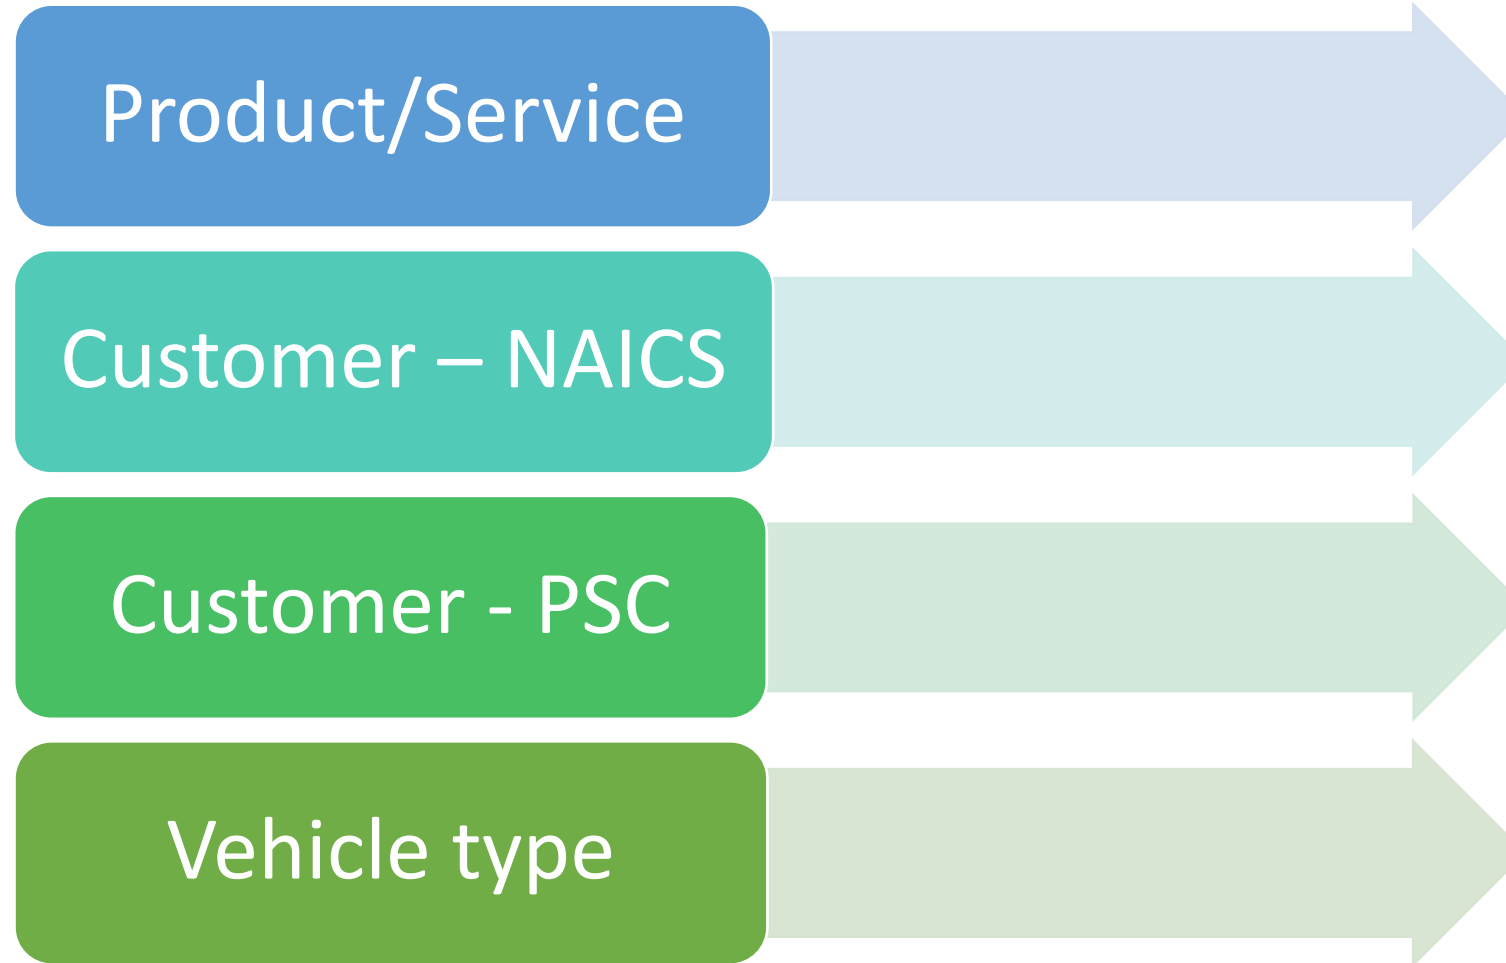 Product/Service
Customer – NAICS
Customer - PSC
Vehicle type